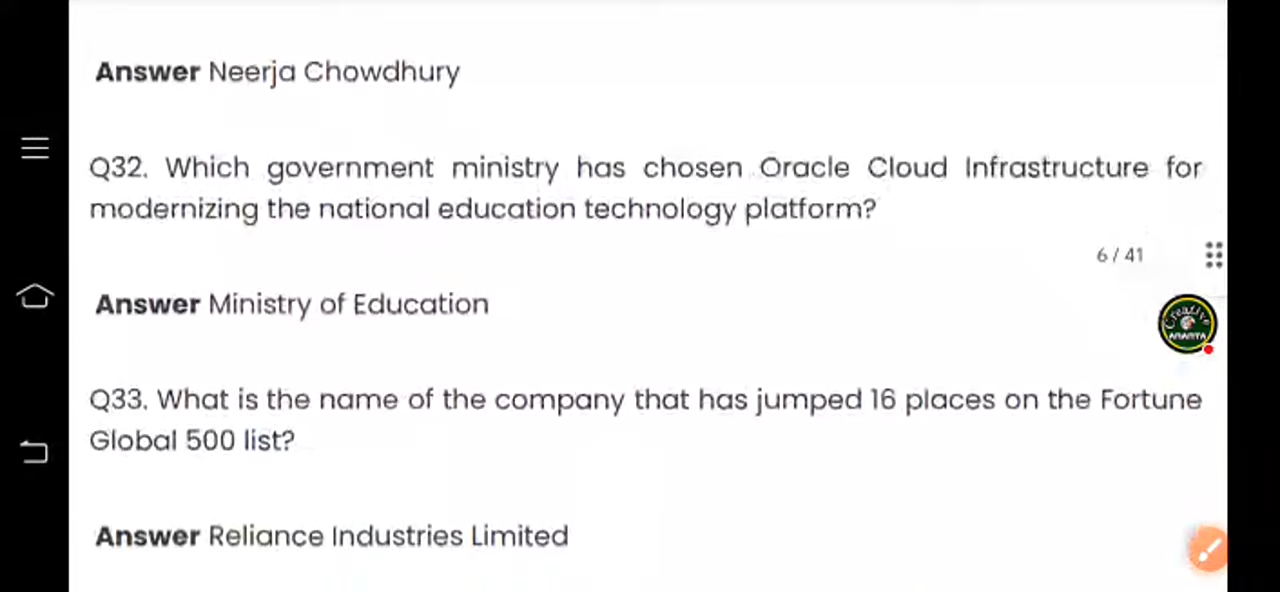 Answer Neerja Chowdhury
Q32. Which government ministry has chosen Oracle Cloud Infrastructure for
modernizing the national education technology platform?
6 / 41
Answer Ministry of Education
Creative
ANANTA
Q33. What is the name of the company that has jumped 16 places on the Fortune
Global 500 list?
Answer Reliance Industries Limited